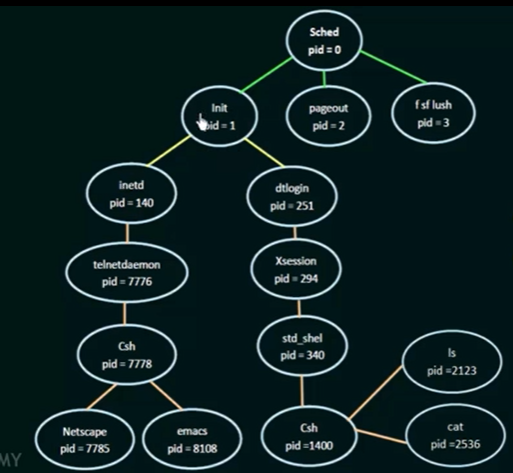 Sched
pid = 0
Init
pid = 1
pageout
pid = 2
f sf lush
pid = 3
inetd
pid = 140
dtlogin
pid = 251
telnetdaemon
pid = 7776
Xsession
pid = 294
Csh
pid = 7778
std_shel
pid = 340
ls
pid =2123
Netscape
pid = 7785
emacs
pid = 8108
Csh
pid =1400
cat
pid =2536
MY